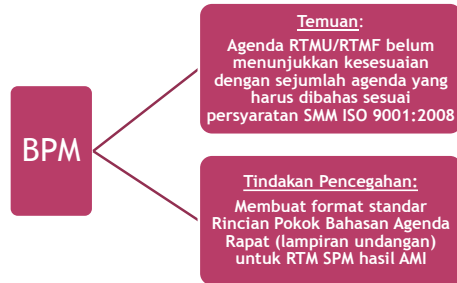 BPM
Temuan:
Agenda RTMU/RTMF belum
menunjukkan kesesuaian
dengan sejumlah agenda yang
harus dibahas sesuai
persyaratan SMM ISO 9001:2008
Tindakan Pencegahan:
Membuat format standar
Rincian Pokok Bahasan Agenda
Rapat (lampiran undangan)
untuk RTM SPM hasil AMI